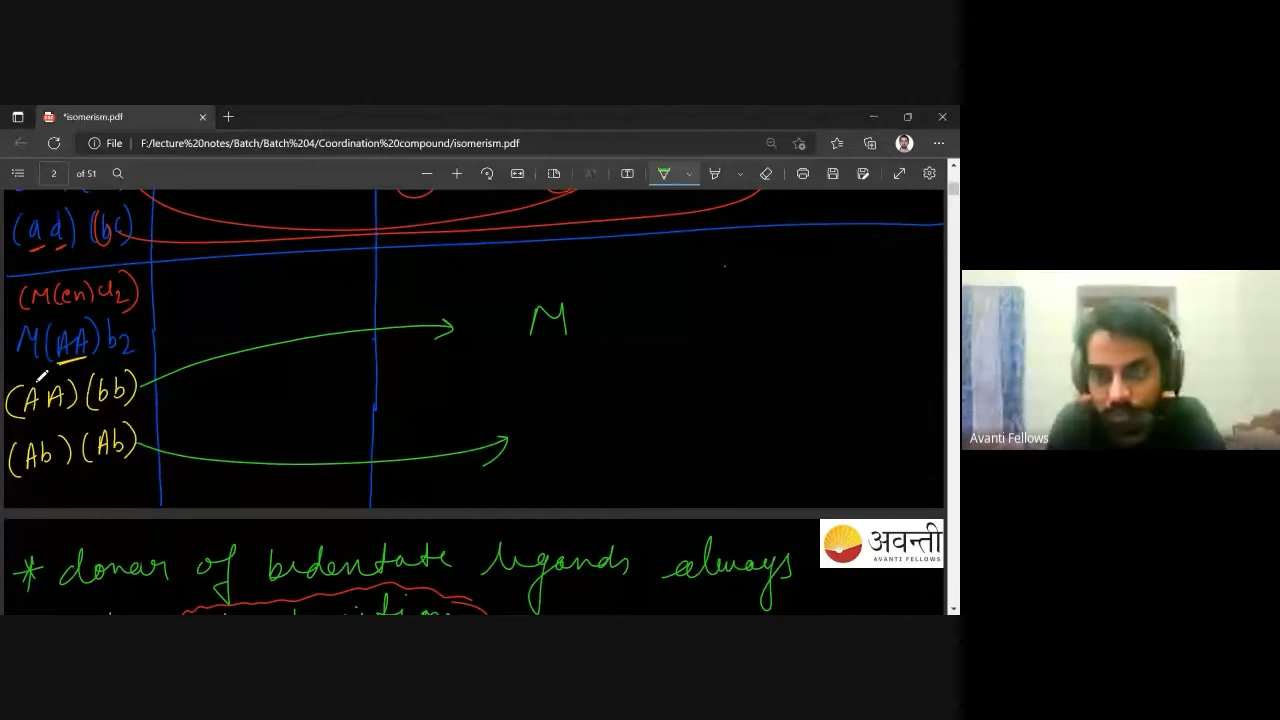 *isomerism.pdf
File F:/lecture%20notes/Batch/Batch%204/Coordination%20compound/isomerism.pdf
2 of 51
(ad) (bc)
(M(en)cl2)
M(AA)b2
(AA)(bb)
(Ab)(Ab)
M
* donar of bidentate ligands always
अवन्ती
AVANTI FELLOWS
Avanti Fellows